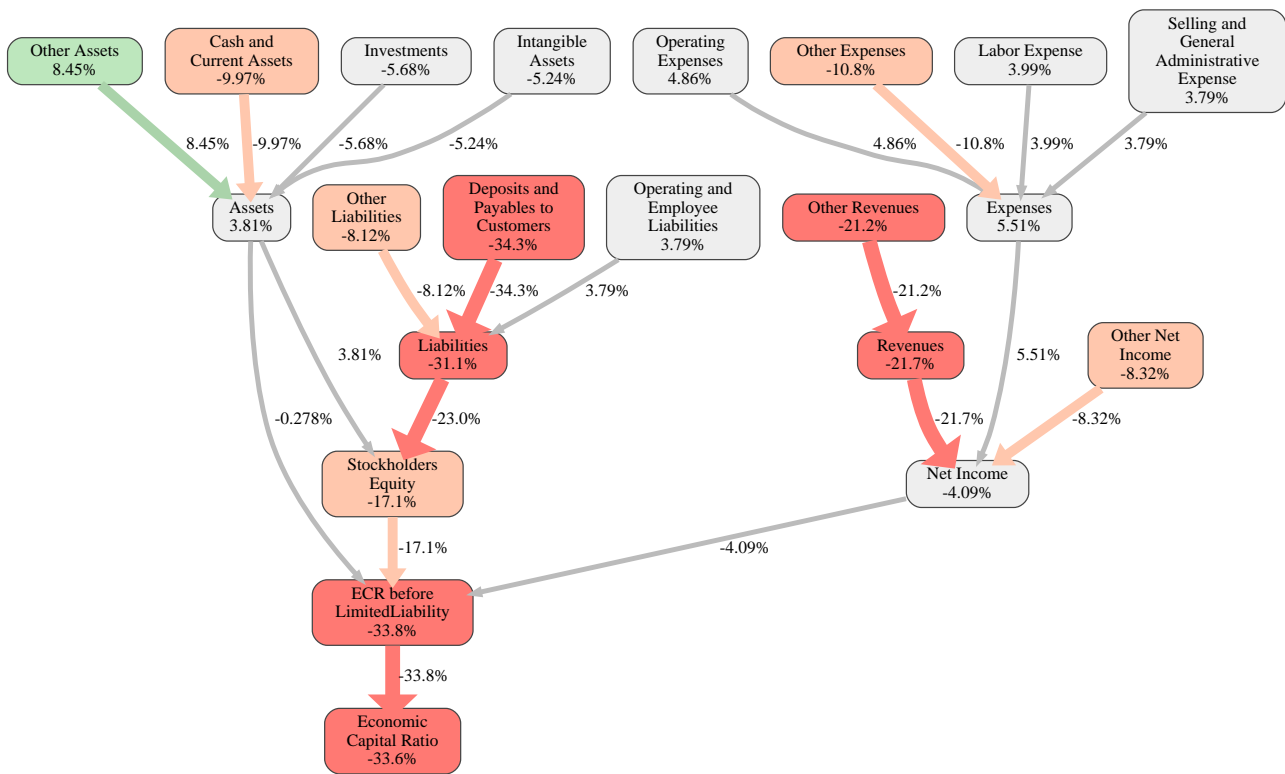 Other Assets
8.45%
Cash and
Current Assets
-9.97%
Investments
-5.68%
Intangible
Assets
-5.24%
Operating
Expenses
4.86%
Other Expenses
-10.8%
Labor Expense
3.99%
Selling and
General
Administrative
Expense
3.79%
8.45%
-9.97%
-5.68%
-5.24%
4.86%
-10.8%
3.99%
3.79%
Assets
3.81%
Other
Liabilities
-8.12%
Deposits and
Payables to
Customers
-34.3%
Operating and
Employee
Liabilities
3.79%
Other Revenues
-21.2%
Expenses
5.51%
-8.12%
-34.3%
3.79%
-21.2%
Liabilities
-31.1%
Revenues
-21.7%
Other Net
Income
-8.32%
3.81%
5.51%
-0.278%
-23.0%
-21.7%
-8.32%
Stockholders
Equity
-17.1%
Net Income
-4.09%
-17.1%
-4.09%
ECR before
LimitedLiability
-33.8%
-33.8%
Economic
Capital Ratio
-33.6%